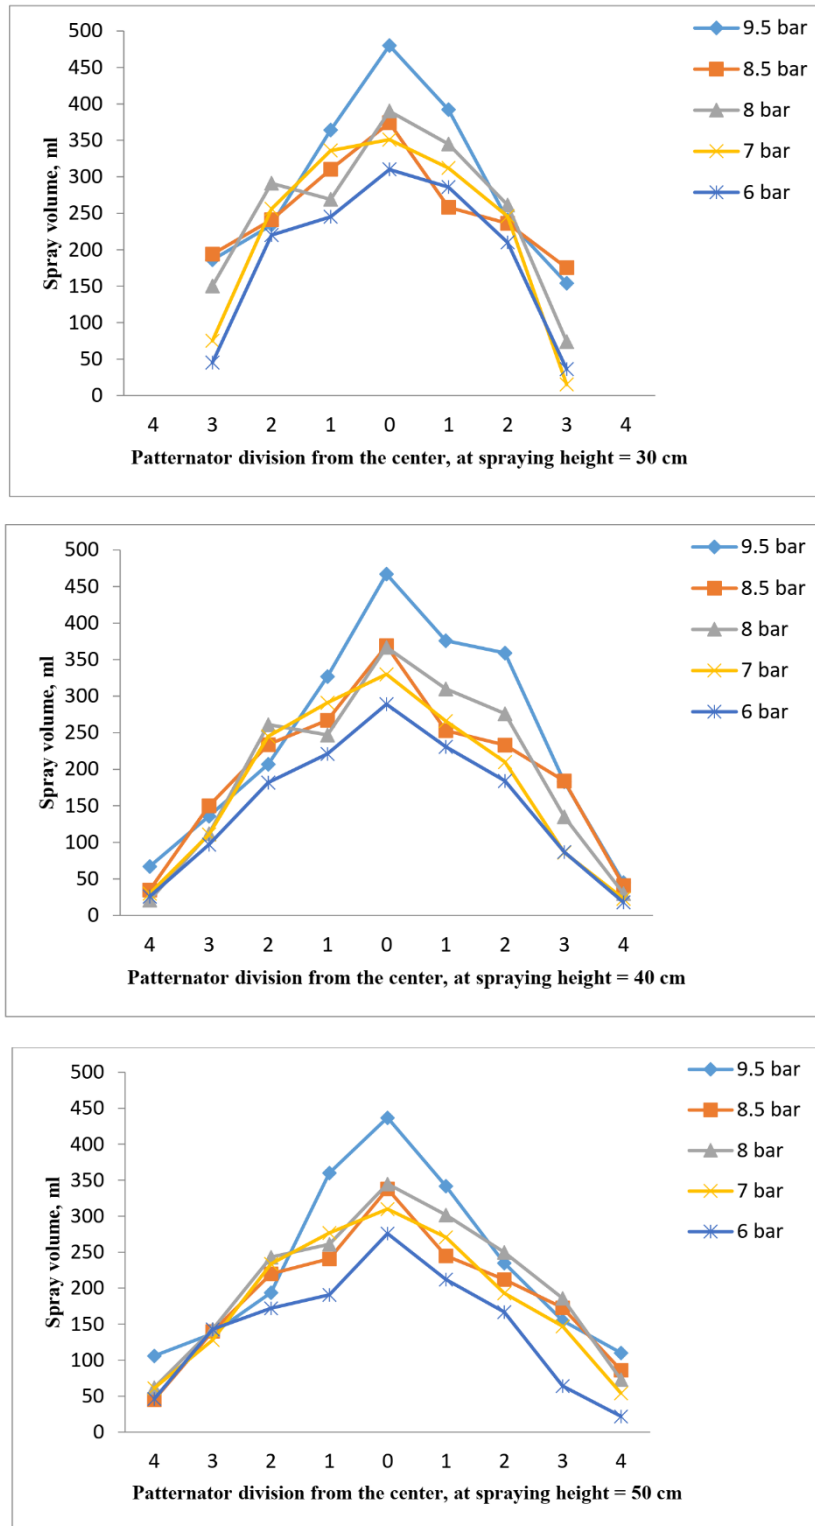 500
450
400
350
300
250
200
150
100
50
0
Spray volume, ml
4 3 2 1 0 1 2 3 4
Patternator division from the center, at spraying height = 30 cm
9.5 bar
8.5 bar
8 bar
7 bar
6 bar
500
450
400
350
300
250
200
150
100
50
0
Spray volume, ml
4 3 2 1 0 1 2 3 4
Patternator division from the center, at spraying height = 40 cm
9.5 bar
8.5 bar
8 bar
7 bar
6 bar
500
450
400
350
300
250
200
150
100
50
0
Spray volume, ml
4 3 2 1 0 1 2 3 4
Patternator division from the center, at spraying height = 50 cm
9.5 bar
8.5 bar
8 bar
7 bar
6 bar